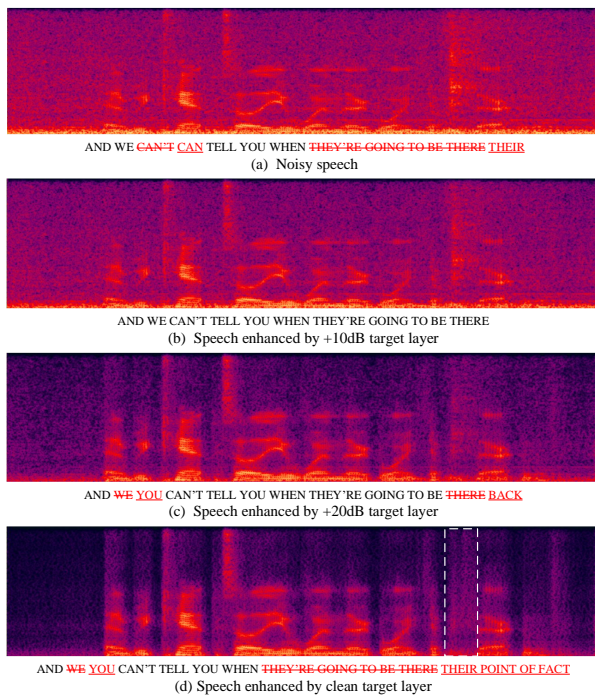 AND WE CAN'T CAN TELL YOU WHEN THEY'RE GOING TO BE THERE THEIR
(a) Noisy speech
AND WE CAN'T TELL YOU WHEN THEY'RE GOING TO BE THERE
(b) Speech enhanced by +10dB target layer
AND WE YOU CAN'T TELL YOU WHEN THEY'RE GOING TO BE THERE BACK
(c) Speech enhanced by +20dB target layer
AND WE YOU CAN'T TELL YOU WHEN THEY'RE GOING TO BE THERE THEIR POINT OF FACT
(d) Speech enhanced by clean target layer